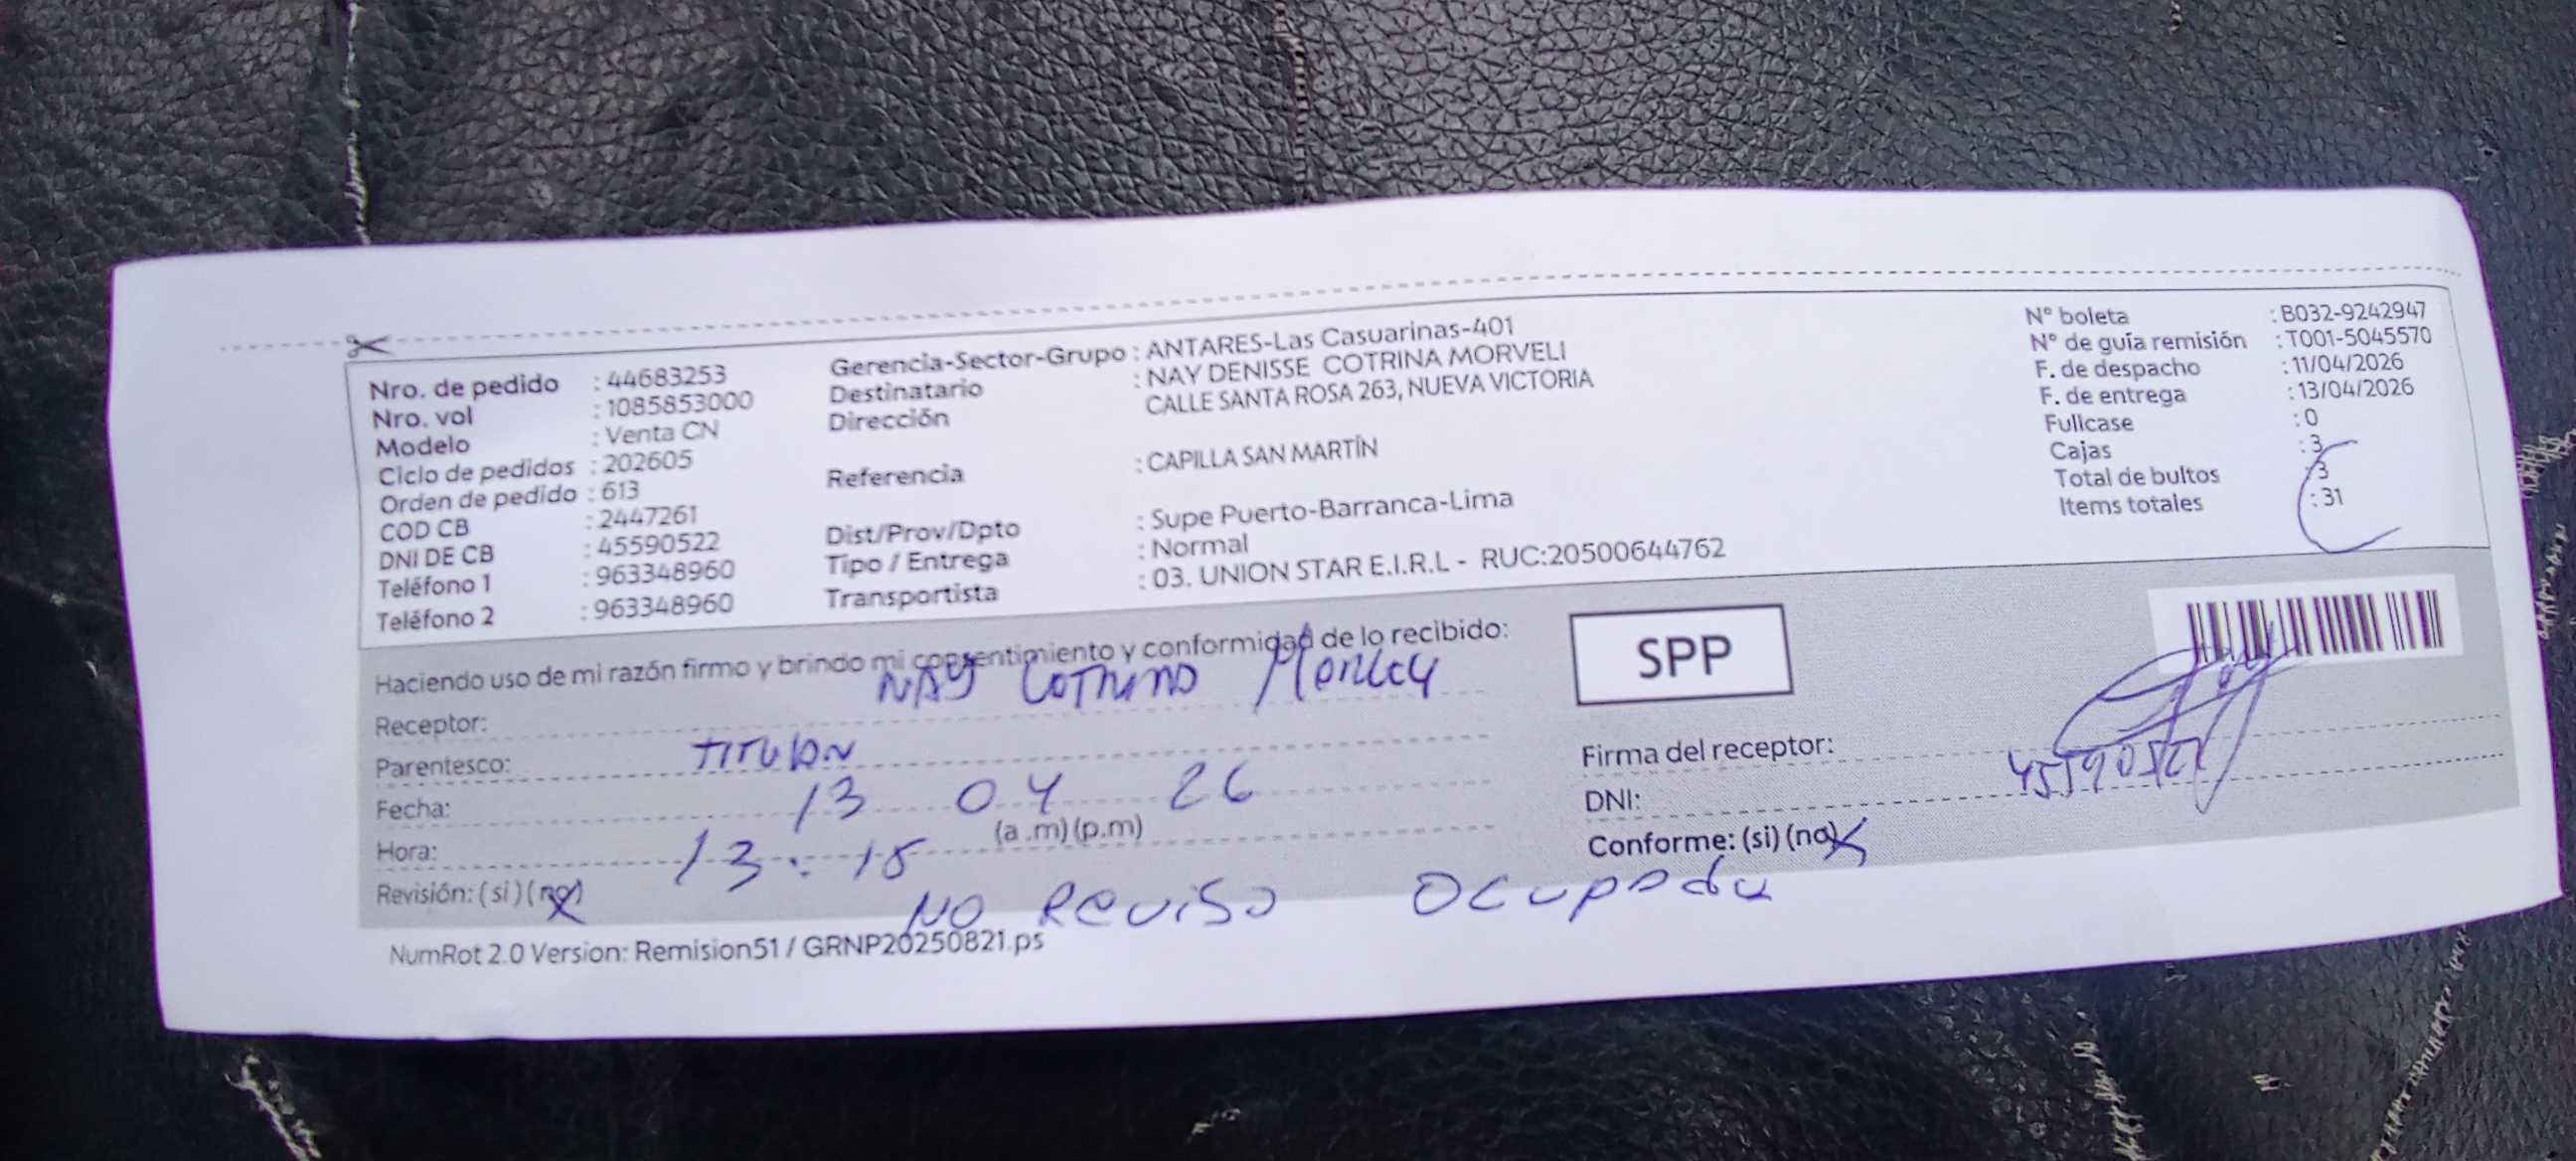 Nro. de pedido : 44683253
Nro. vol : 1085853000
Modelo : Venta CN
Ciclo de pedidos : 202605
Orden de pedido : 613
COD CB : 2447261
DNI DE CB : 45590522
Teléfono 1 : 963348960
Teléfono 2 : 963348960
Gerencia-Sector-Grupo : ANTARES-Las Casuarinas-401
Destinatario : NAY DENISSE COTRINA MORVELI
Dirección CALLE SANTA ROSA 263, NUEVA VICTORIA
Referencia : CAPILLA SAN MARTÍN
Dist/Prov/Dpto : Supe Puerto-Barranca-Lima
Tipo / Entrega : Normal
Transportista : 03. UNION STAR E.I.R.L - RUC:20500644762
N° boleta : B032-9242947
N° de guía remisión : T001-5045570
F. de despacho : 11/04/2026
F. de entrega : 13/04/2026
Fullcase : 0
Cajas : 3
Total de bultos : 3
Items totales : 31
Haciendo uso de mi razón firmo y brindo mi consentimiento y conformidad de lo recibido:
Receptor: NAY
Parentesco: TITULAR
Fecha: 13 04 26
Hora: 13:15 (a.m) (p.m)
Revisión: (si) (no) X
NO REVISO OCUPADA
SPP
Firma del receptor:
DNI: 45590522
Conforme: (si) (no) X
NumRot 2.0 Version: Remision51 / GRNP20250821.ps